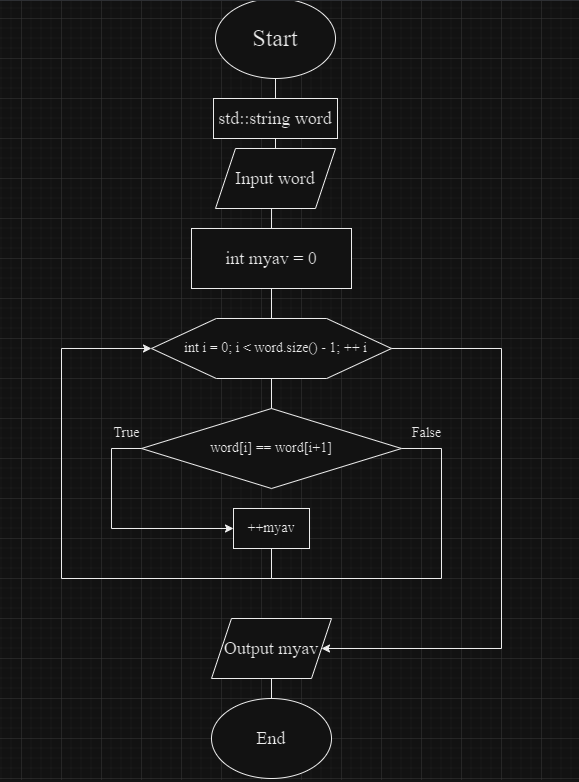 Start
std::string word
Input word
int myav = 0
int i = 0; i < word.size() - 1; ++ i
True
False
word[i] == word[i+1]
++myav
Output myav
End